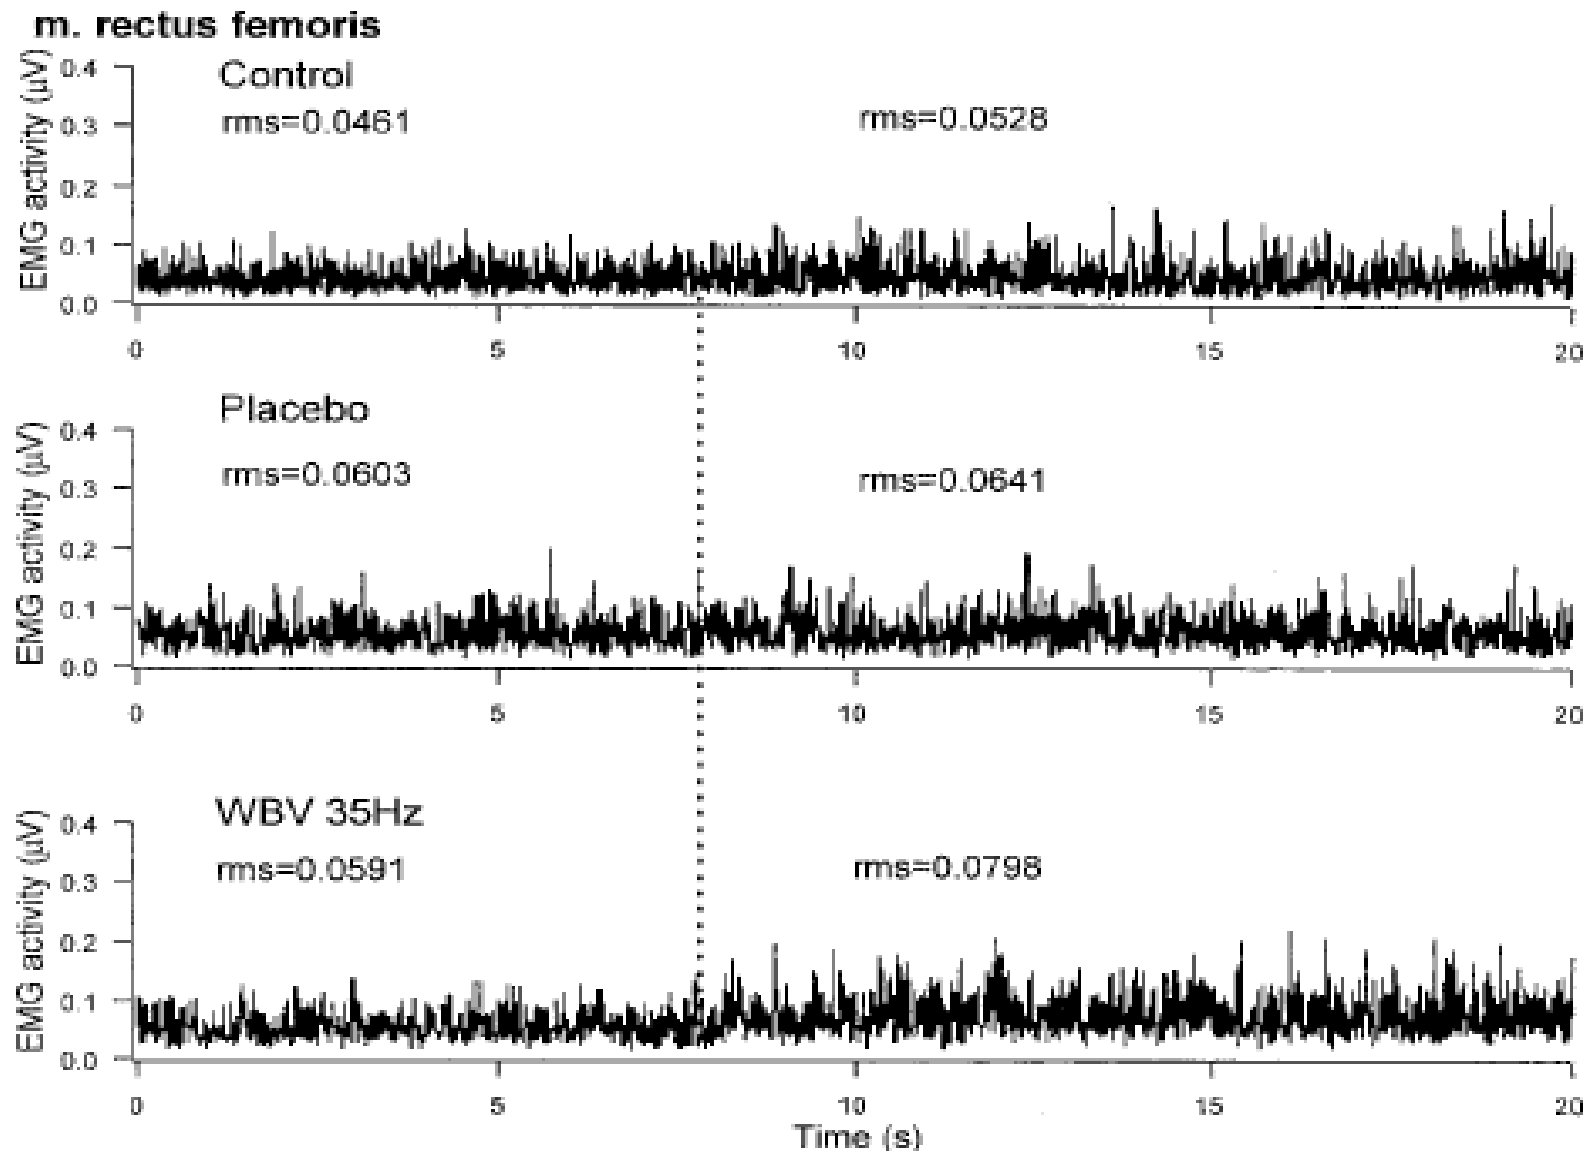 m. rectus femoris
EMG activity (µV)
0.4
0.3
0.2
0.1
0.0
Control
rms=0.0461
rms=0.0528
0 5 10 15 20
EMG activity (µV)
0.4
0.3
0.2
0.1
0.0
Placebo
rms=0.0603
rms=0.0641
0 5 10 15 20
EMG activity (µV)
0.4
0.3
0.2
0.1
0.0
WBV 35Hz
rms=0.0591
rms=0.0798
0 5 10 15 20
Time (s)